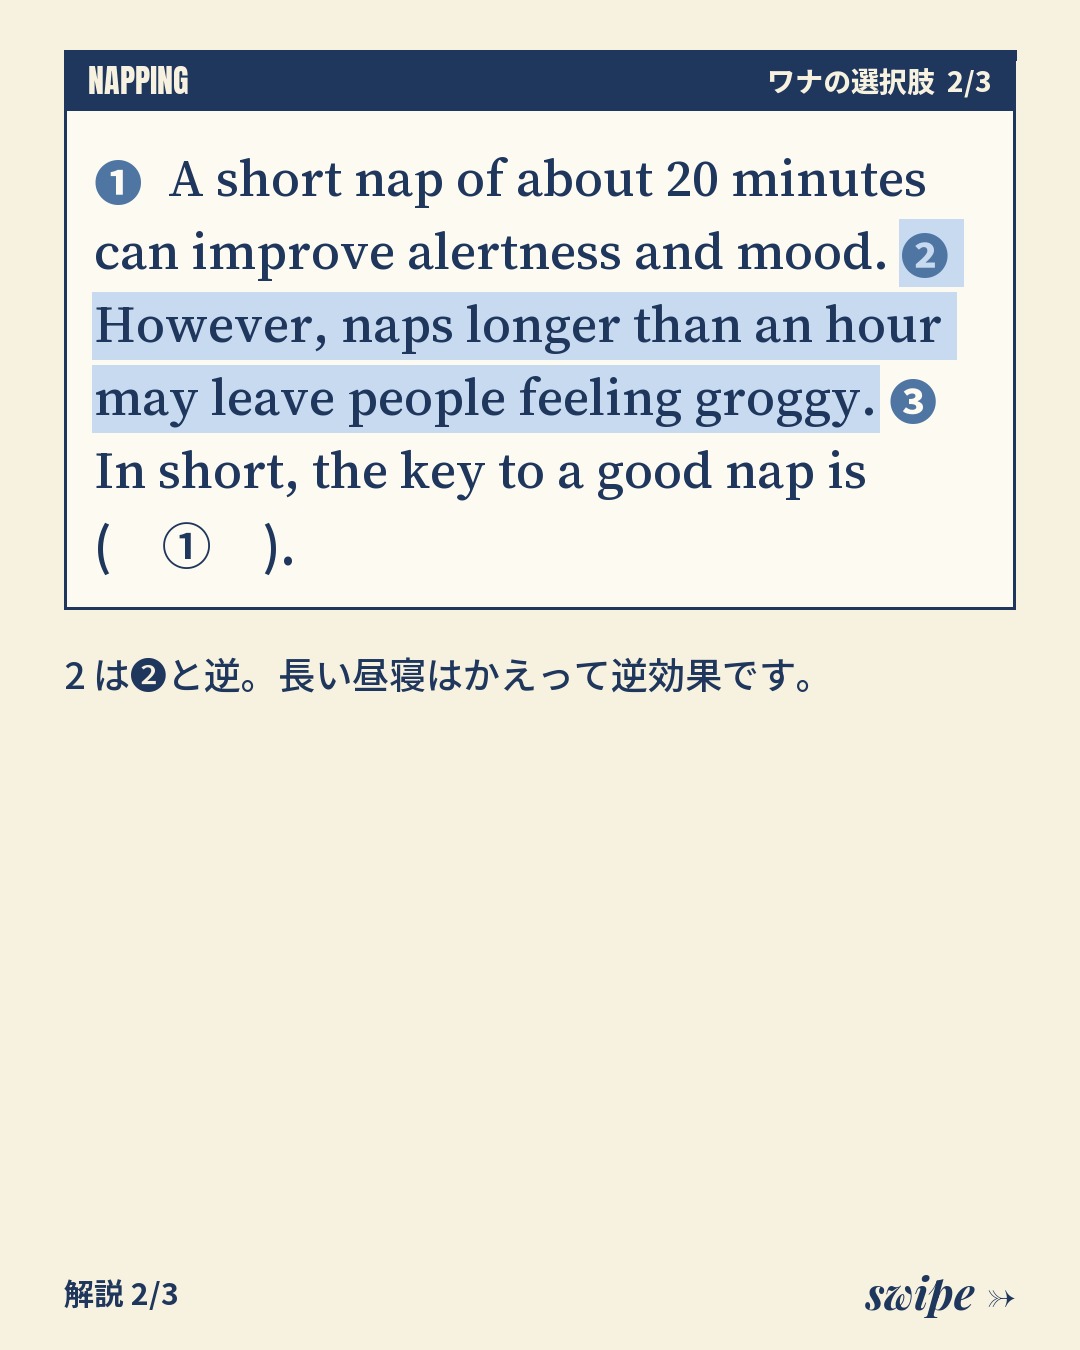 NAPPING
ワナの選択肢 2/3
❶ A short nap of about 20 minutes
can improve alertness and mood. ❷
However, naps longer than an hour
may leave people feeling groggy. ❸
In short, the key to a good nap is
(　①　).
2 は❷と逆。長い昼寝はかえって逆効果です。
解説 2/3
swipe